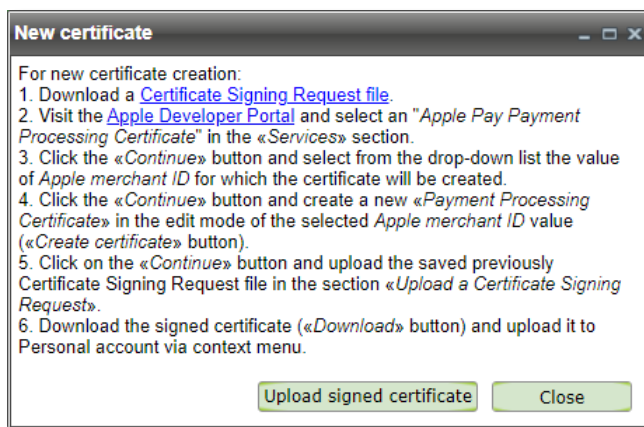 New certificate
For new certificate creation:
1. Download a Certificate Signing Request file.
2. Visit the Apple Developer Portal and select an "Apple Pay Payment
Processing Certificate" in the «Services» section.
3. Click the «Continue» button and select from the drop-down list the value
of Apple merchant ID for which the certificate will be created.
4. Click the «Continue» button and create a new «Payment Processing
Certificate» in the edit mode of the selected Apple merchant ID value
(«Create certificate» button).
5. Click on the «Continue» button and upload the saved previously
Certificate Signing Request file in the section «Upload a Certificate Signing
Request».
6. Download the signed certificate («Download» button) and upload it to
Personal account via context menu.
Upload signed certificate Close